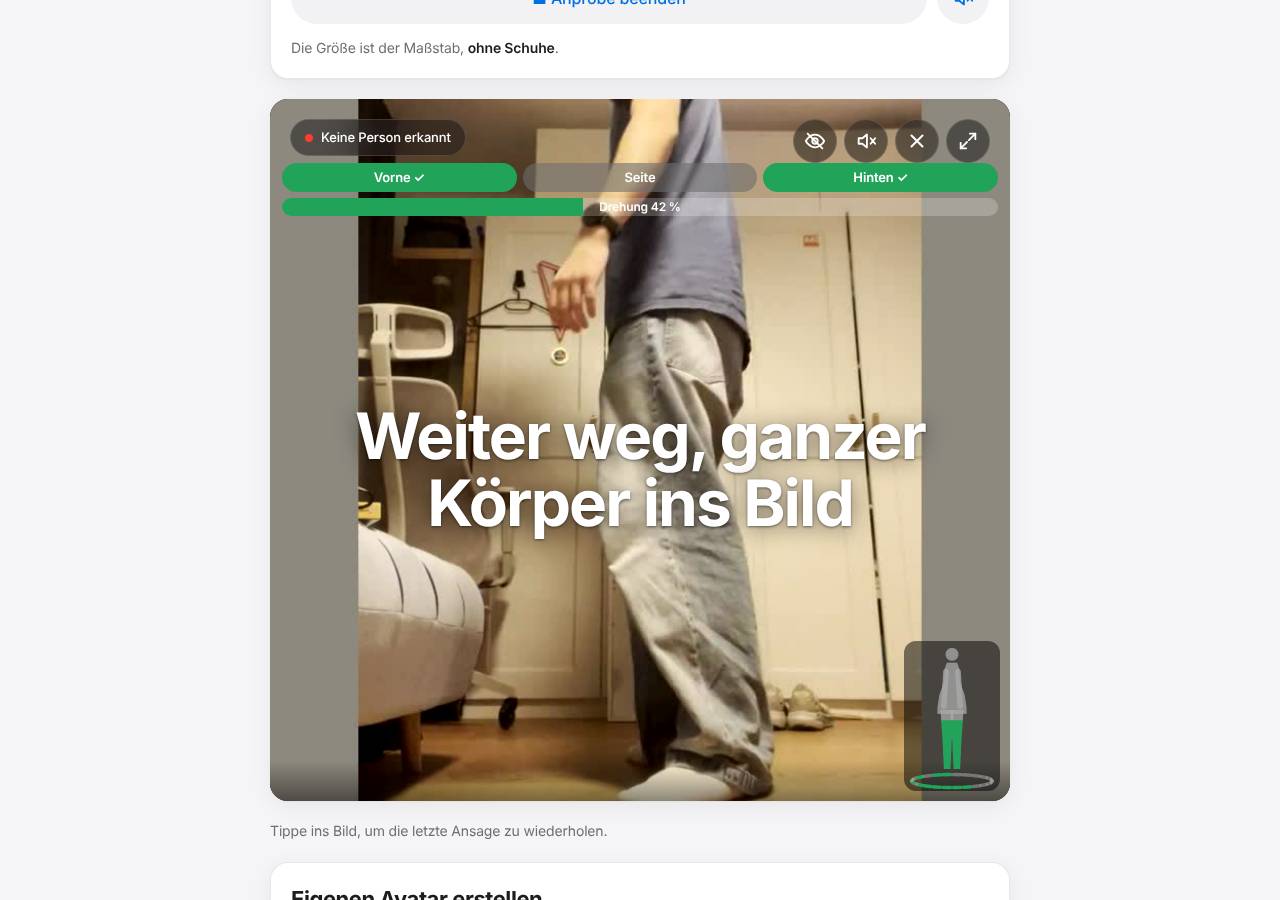 Anprobe beenden
Die Größe ist der Maßstab, ohne Schuhe.
Keine Person erkannt
Vorne ✓
Seite
Hinten ✓
Drehung 42 %
Weiter weg, ganzer
Körper ins Bild
Tippe ins Bild, um die letzte Ansage zu wiederholen.
Eigenen Avatar erstellen